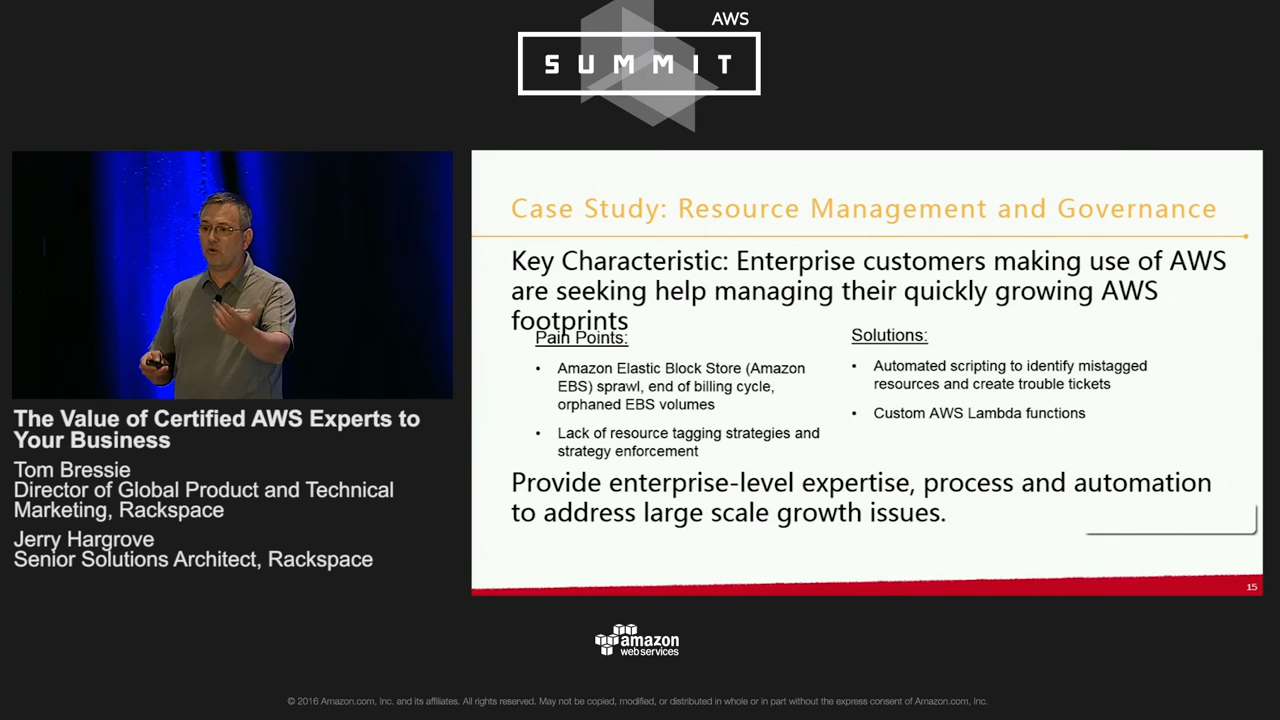 AWS
SUMMIT
Case Study: Resource Management and Governance
Key Characteristic: Enterprise customers making use of AWS
are seeking help managing their quickly growing AWS
footprints
Pain Points:
• Amazon Elastic Block Store (Amazon
EBS) sprawl, end of billing cycle,
orphaned EBS volumes
• Lack of resource tagging strategies and
strategy enforcement
Solutions:
• Automated scripting to identify mistagged
resources and create trouble tickets
• Custom AWS Lambda functions
Provide enterprise-level expertise, process and automation
to address large scale growth issues.
15
The Value of Certified AWS Experts to
Your Business
Tom Bressie
Director of Global Product and Technical
Marketing, Rackspace
Jerry Hargrove
Senior Solutions Architect, Rackspace
amazon
web services
© 2016 Amazon.com, Inc. and its affiliates. All rights reserved. May not be copied, modified, or distributed in whole or in part without the express consent of Amazon.com, Inc.